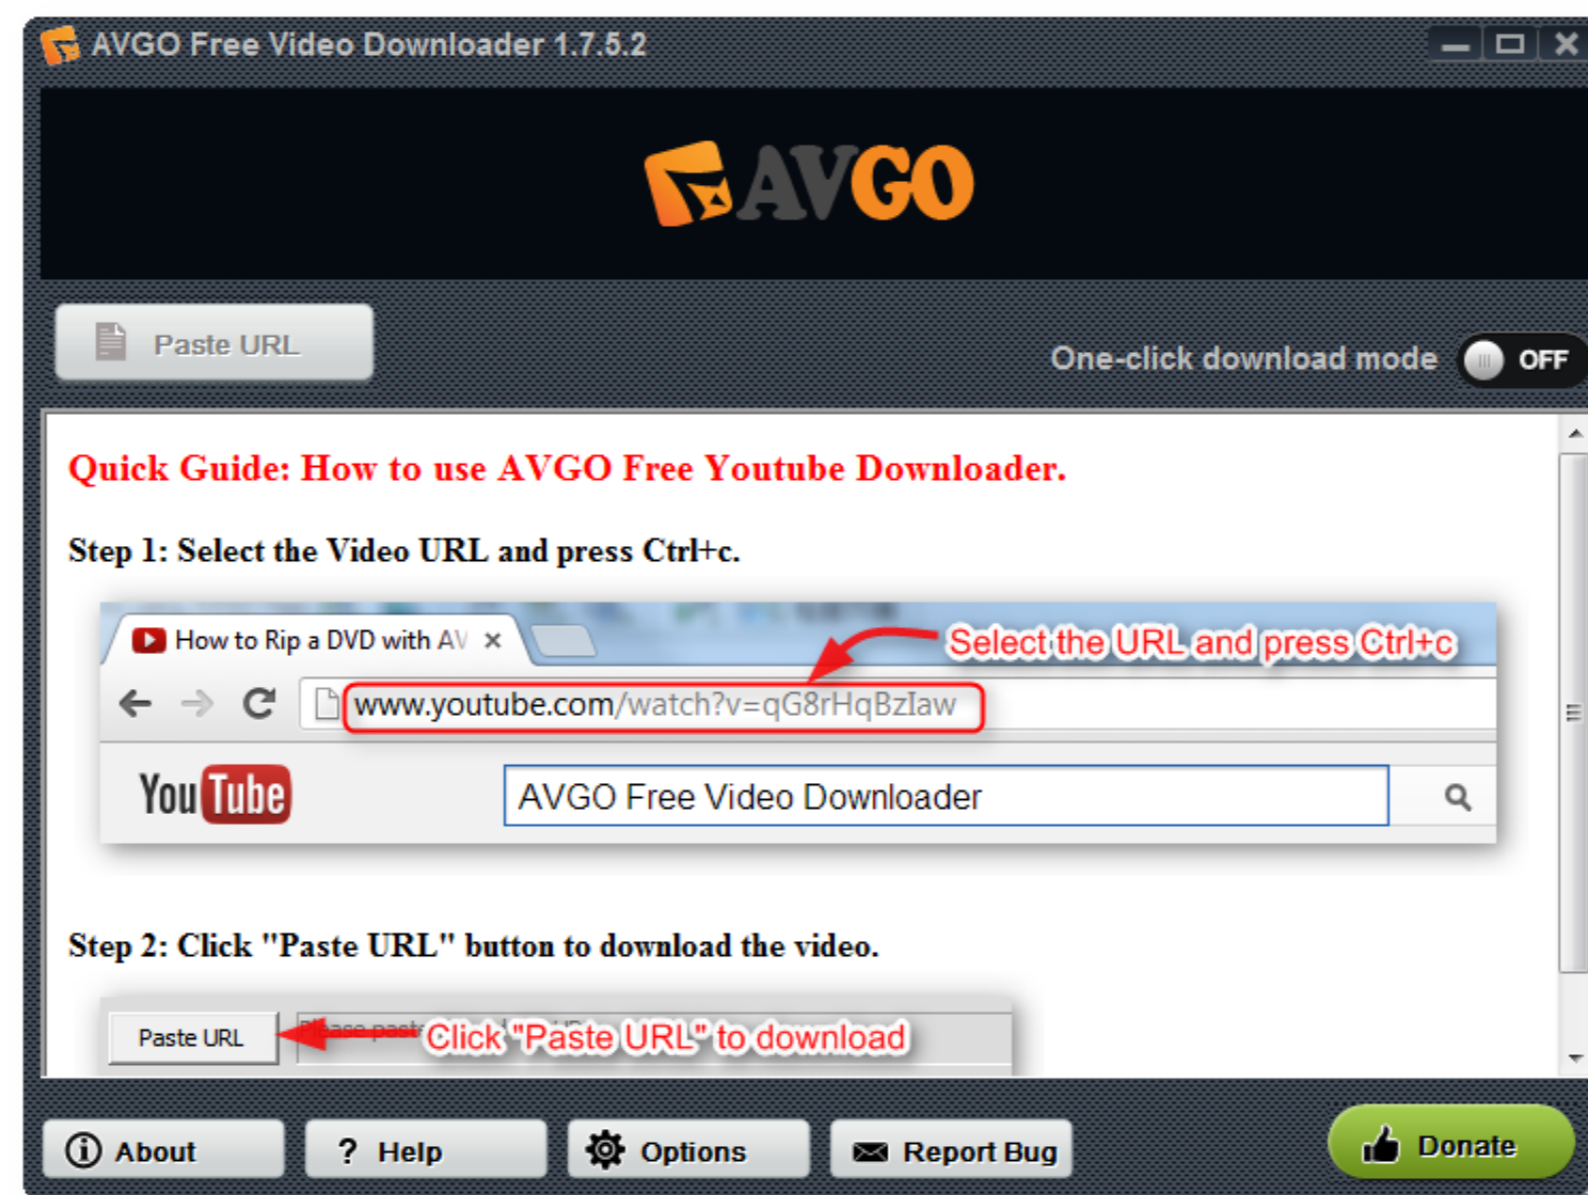 AVGO Free Video Downloader 1.7.5.2
AVGO
Paste URL
One-click download mode OFF
Quick Guide: How to use AVGO Free Youtube Downloader.
Step 1: Select the Video URL and press Ctrl+c.
How to Rip a DVD with AV
Select the URL and press Ctrl+c
www.youtube.com/watch?v=qG8rHqBzIaw
YouTube
AVGO Free Video Downloader
Step 2: Click "Paste URL" button to download the video.
Paste URL
Please paste
Click "Paste URL" to download
About
? Help
Options
Report Bug
Donate